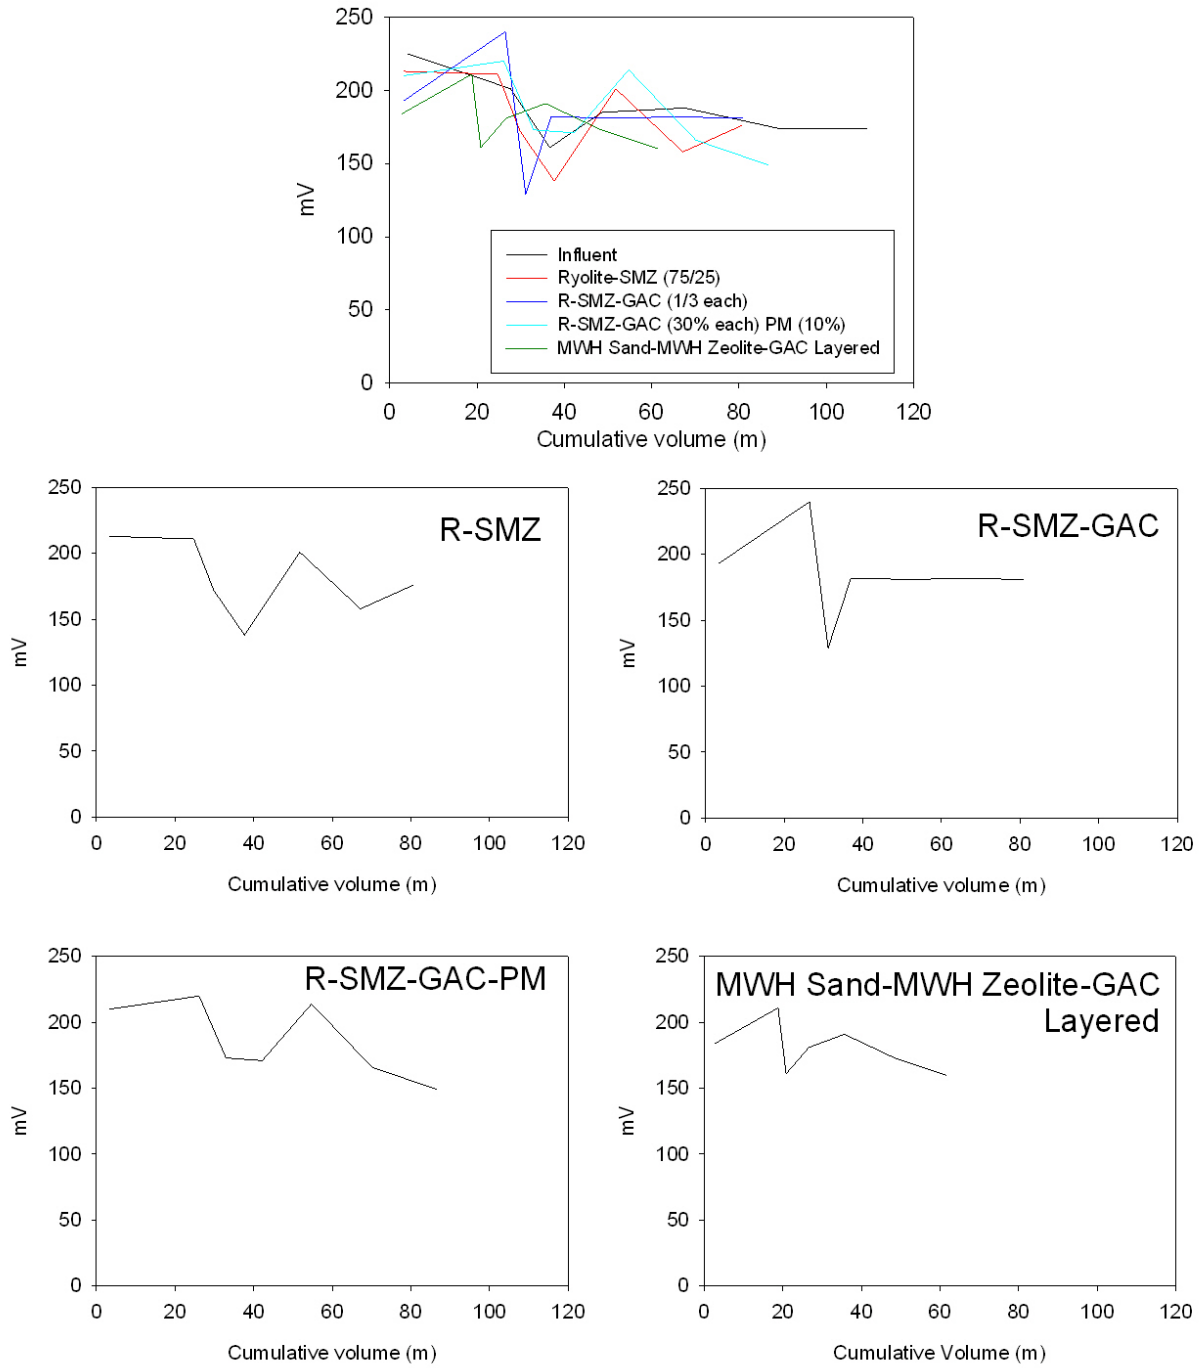 250
200
150
100
50
0
mV
Influent
Ryolite-SMZ (75/25)
R-SMZ-GAC (1/3 each)
R-SMZ-GAC (30% each) PM (10%)
MWH Sand-MWH Zeolite-GAC Layered
0 20 40 60 80 100 120
Cumulative volume (m)
250
200
150
100
50
0
mV
R-SMZ
0 20 40 60 80 100 120
Cumulative volume (m)
250
200
150
100
50
0
mV
R-SMZ-GAC
0 20 40 60 80 100 120
Cumulative volume (m)
250
200
150
100
50
0
mV
R-SMZ-GAC-PM
0 20 40 60 80 100 120
Cumulative volume (m)
250
200
150
100
50
0
mV
MWH Sand-MWH Zeolite-GAC
Layered
0 20 40 60 80 100 120
Cumulative Volume (m)